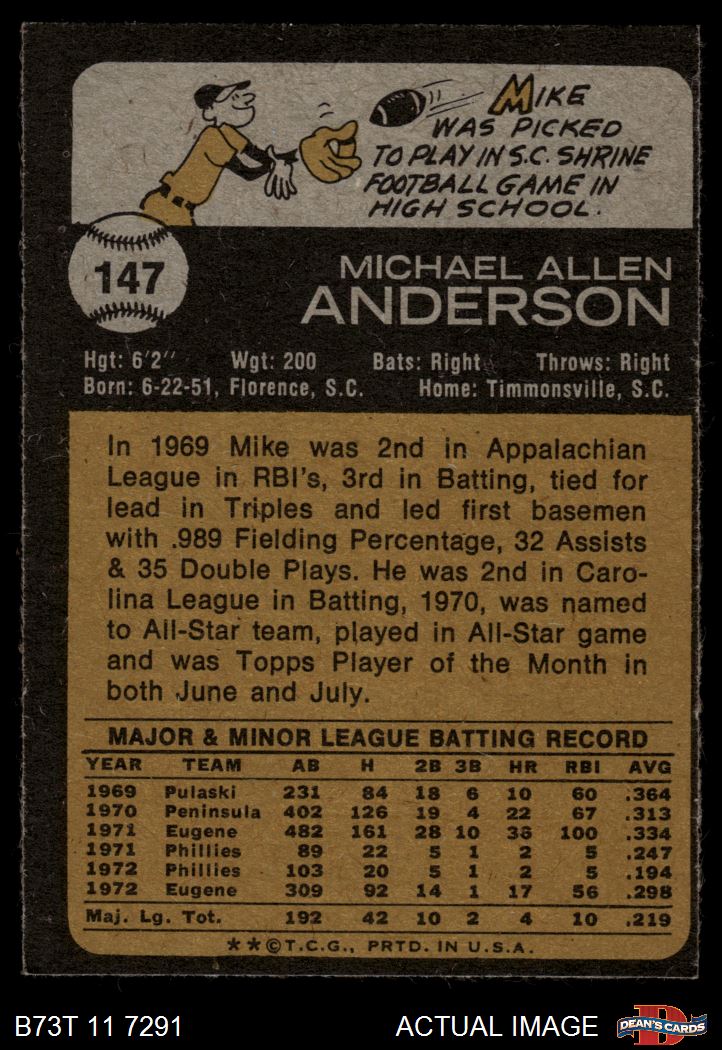 MIKE
WAS PICKED
TO PLAY IN S.C. SHRINE
FOOTBALL GAME IN
HIGH SCHOOL.
147
MICHAEL ALLEN
ANDERSON
Hgt: 6'2" Wgt: 200 Bats: Right Throws: Right
Born: 6-22-51, Florence, S.C. Home: Timmonsville, S.C.
In 1969 Mike was 2nd in Appalachian
League in RBI's, 3rd in Batting, tied for
lead in Triples and led first basemen
with .989 Fielding Percentage, 32 Assists
& 35 Double Plays. He was 2nd in Caro-
lina League in Batting, 1970, was named
to All-Star team, played in All-Star game
and was Topps Player of the Month in
both June and July.
MAJOR & MINOR LEAGUE BATTING RECORD
YEAR TEAM AB H 2B 3B HR RBI AVG
1969 Pulaski 231 84 18 6 10 60 .364
1970 Peninsula 402 126 19 4 22 67 .313
1971 Eugene 482 161 28 10 36 100 .334
1971 Phillies 89 22 5 1 2 5 .247
1972 Phillies 103 20 5 1 2 5 .194
1972 Eugene 309 92 14 1 17 56 .298
Maj. Lg. Tot. 192 42 10 2 4 10 .219
**©T.C.G., PRTD. IN U.S.A.
B73T 11 7291 ACTUAL IMAGE D DEAN'S CARDS